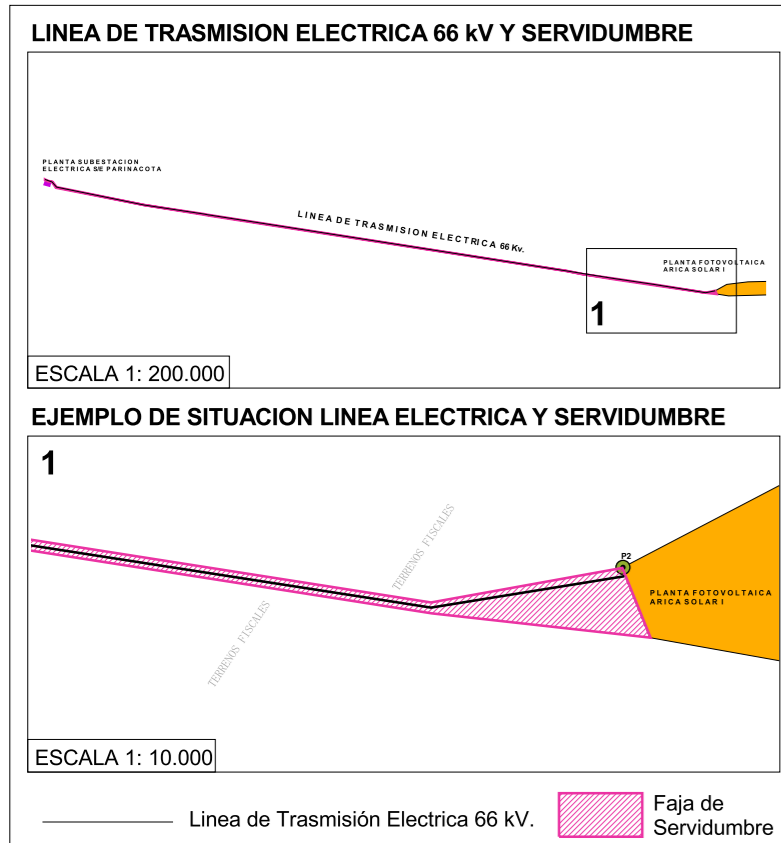 LINEA DE TRASMISION ELECTRICA 66 kV Y SERVIDUMBRE
PLANTA SUBESTACION
ELECTRICA S/E PARINACOTA
LINEA DE TRASMISION ELECTRICA 66 Kv.
PLANTA FOTOVOLTAICA
ARICA SOLAR I
1
ESCALA 1: 200.000
EJEMPLO DE SITUACION LINEA ELECTRICA Y SERVIDUMBRE
1
TERRENOS FISCALES
P2
PLANTA FOTOVOLTAICA
ARICA SOLAR I
TERRENOS FISCALES
ESCALA 1: 10.000
Linea de Trasmisión Electrica 66 kV.
Faja de
Servidumbre